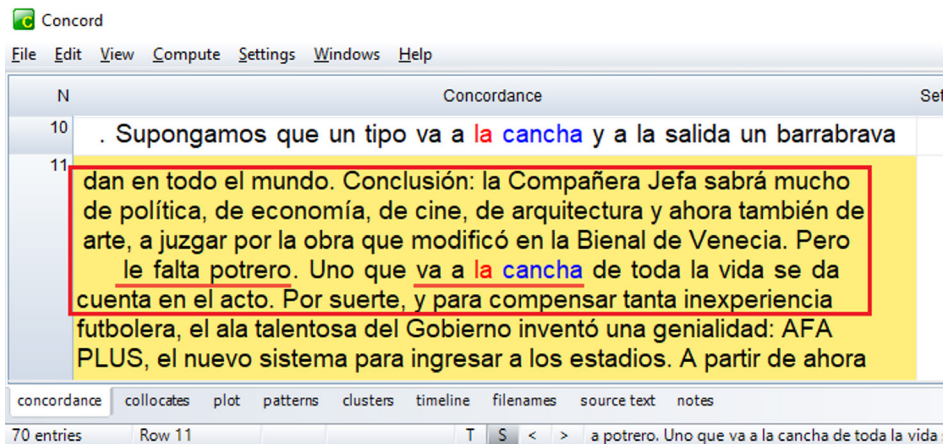 Concord
File Edit View Compute Settings Windows Help
N Concordance Set
10 . Supongamos que un tipo va a la cancha y a la salida un barrabrava
11 dan en todo el mundo. Conclusión: la Compañera Jefa sabrá mucho
de política, de economía, de cine, de arquitectura y ahora también de
arte, a juzgar por la obra que modificó en la Bienal de Venecia. Pero
le falta potrero. Uno que va a la cancha de toda la vida se da
cuenta en el acto. Por suerte, y para compensar tanta inexperiencia
futbolera, el ala talentosa del Gobierno inventó una genialidad: AFA
PLUS, el nuevo sistema para ingresar a los estadios. A partir de ahora
concordance collocates plot patterns clusters timeline filenames source text notes
70 entries Row 11 T S < > a potrero. Uno que va a la cancha de toda la vida